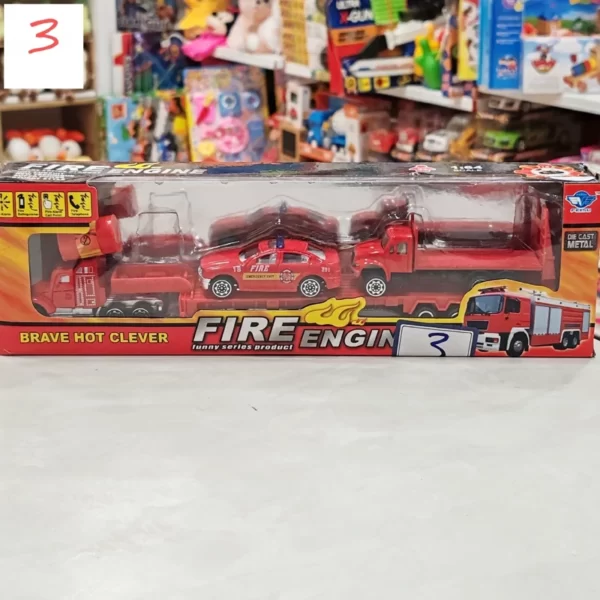 3
ULTRA
X-GUN
FIRE ENGINE
1:64
DIE CAST
METAL
FIRE
BRAVE HOT CLEVER
FIRE ENGIN
funny series product
3